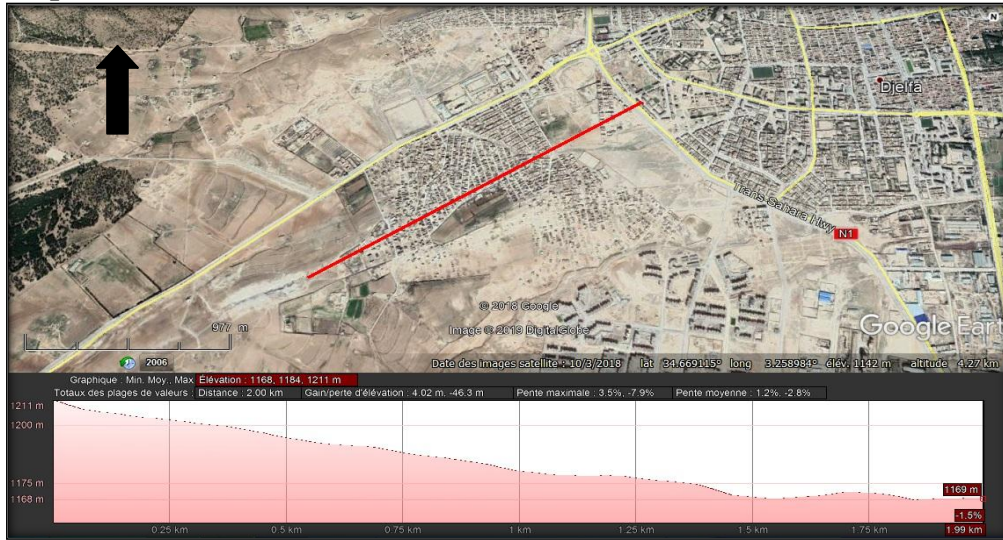 N
Djelfa
Trans-Sahara Hwy
N1
© 2018 Google
Image © 2019 DigitalGlobe
Google Earth
977 m
2006
Date des images satellite : 10/3/2018 lat 34.669115° long 3.258984° élév. 1142 m altitude 4.27 km
Graphique : Min. Moy., Max Élévation : 1168, 1184, 1211 m
Totaux des plages de valeurs : Distance : 2.00 km Gain/perte d'élévation : 4.02 m, -46.3 m Pente maximale : 3.5%, -7.9% Pente moyenne : 1.2%, -2.8%
1211 m
1200 m
1175 m
1168 m
1169 m
-1.5%
0.25 km 0.5 km 0.75 km 1 km 1.25 km 1.5 km 1.75 km 1.99 km